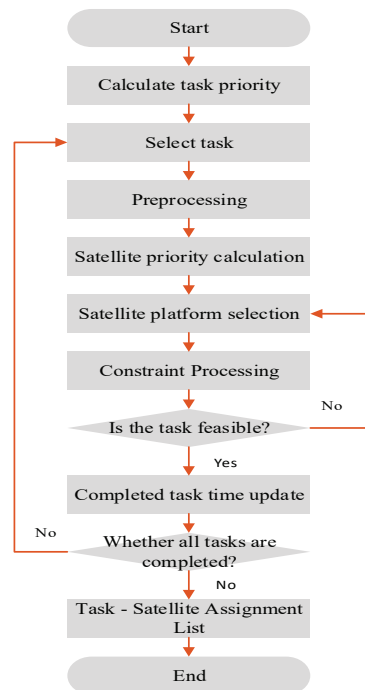 Start
Calculate task priority
Select task
Preprocessing
Satellite priority calculation
Satellite platform selection
Constraint Processing
Is the task feasible?
No
Yes
Completed task time update
No
Whether all tasks are
completed?
No
Task - Satellite Assignment
List
End